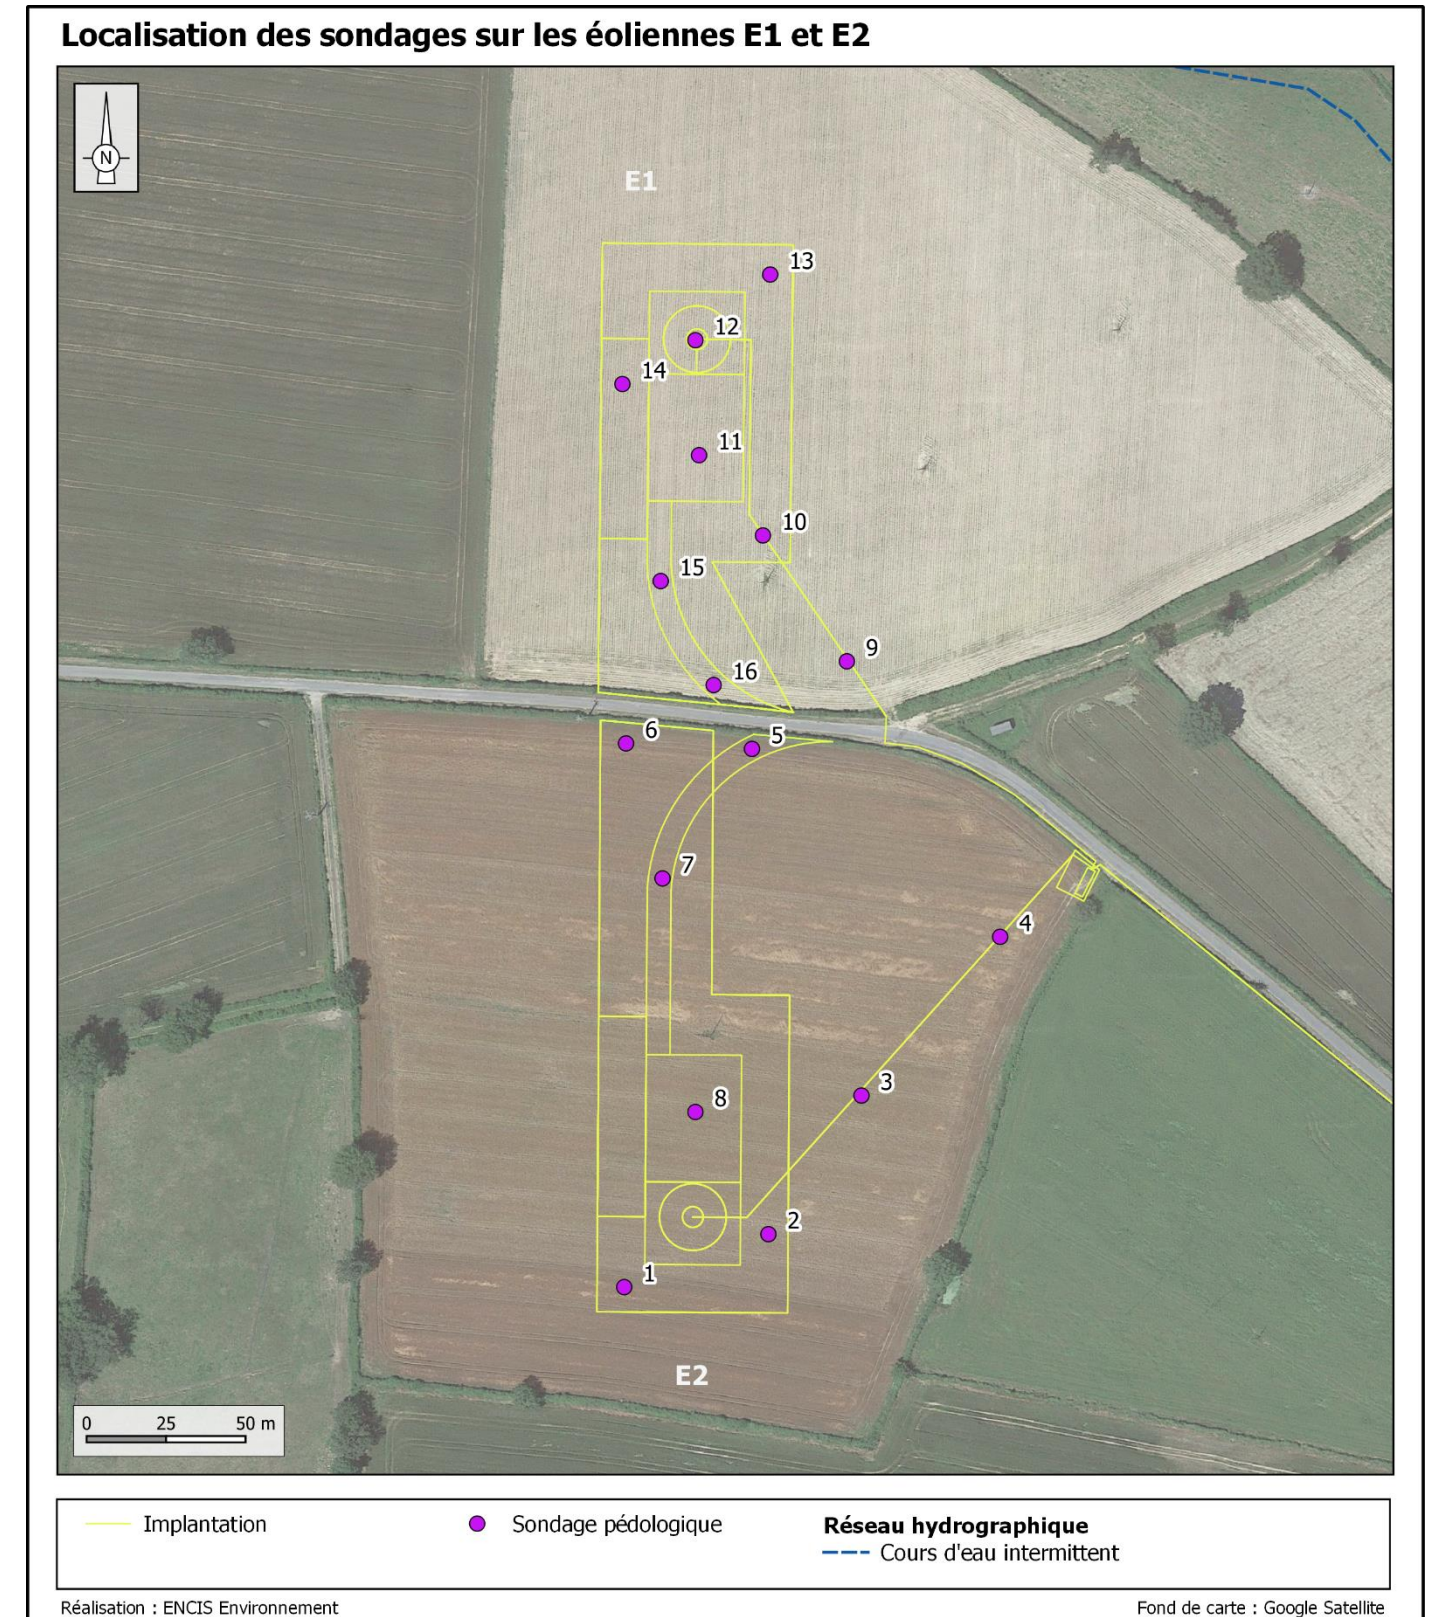 Localisation des sondages sur les éoliennes E1 et E2
N
E1
13
12
14
11
10
15
9
16
6
5
7
4
3
8
2
1
E2
0 25 50 m
Implantation
Sondage pédologique
Réseau hydrographique
Cours d'eau intermittent
Réalisation : ENCIS Environnement
Fond de carte : Google Satellite